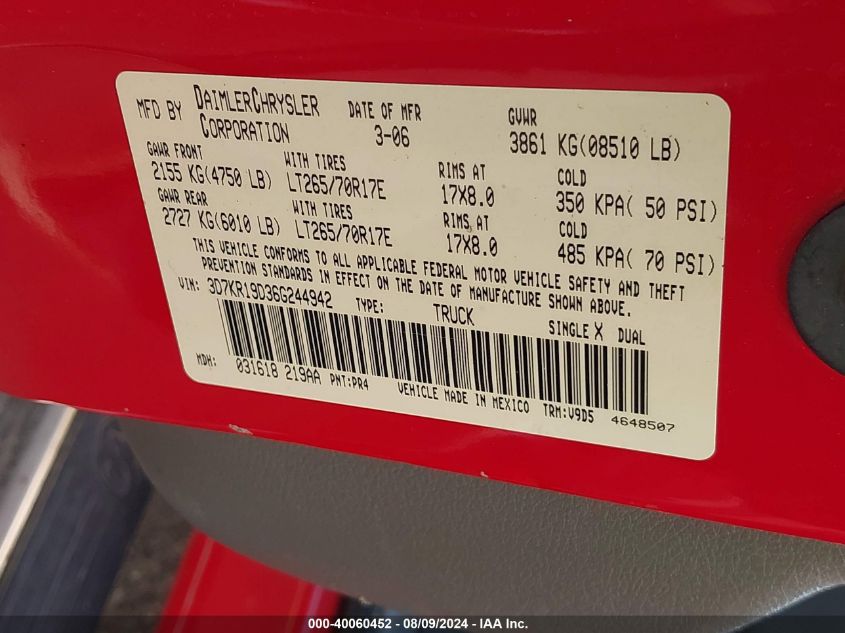 MFD BY DAIMLERCHRYSLER CORPORATION DATE OF MFR 3-06 GVWR 3861 KG(08510 LB)
GAWR FRONT WITH TIRES RIMS AT COLD
2155 KG(4750 LB) LT265/70R17E 17X8.0 350 KPA( 50 PSI)
GAWR REAR WITH TIRES RIMS AT COLD
2727 KG(6010 LB) LT265/70R17E 17X8.0 485 KPA( 70 PSI)
THIS VEHICLE CONFORMS TO ALL APPLICABLE FEDERAL MOTOR VEHICLE SAFETY AND THEFT
PREVENTION STANDARDS IN EFFECT ON THE DATE OF MANUFACTURE SHOWN ABOVE.
VIN: 3D7KR19D36G244942 TYPE: TRUCK SINGLE X DUAL
MDH: 031618 219AA PNT:PR4 VEHICLE MADE IN MEXICO TRM:V9D5 4648507
000-40060452 - 08/09/2024 - IAA Inc.